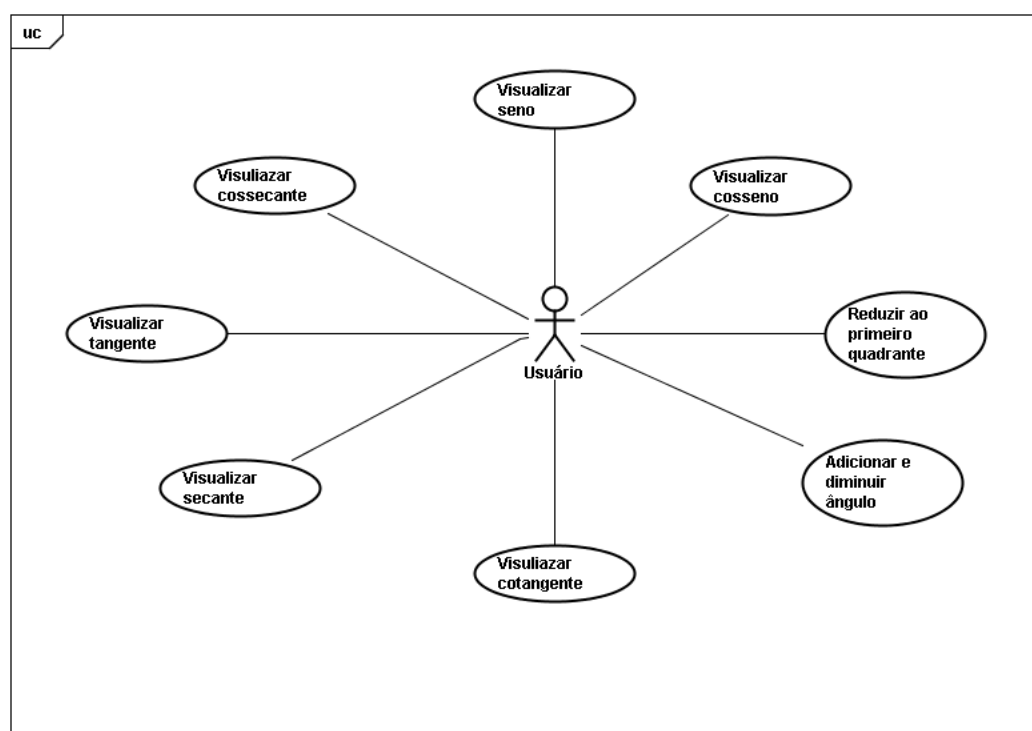 uc
Visualizar
seno
Visuliazar
cossecante
Visualizar
cosseno
Visualizar
tangente
Reduzir ao
primeiro
quadrante
Usuário
Visualizar
secante
Adicionar e
diminuir
ângulo
Visuliazar
cotangente